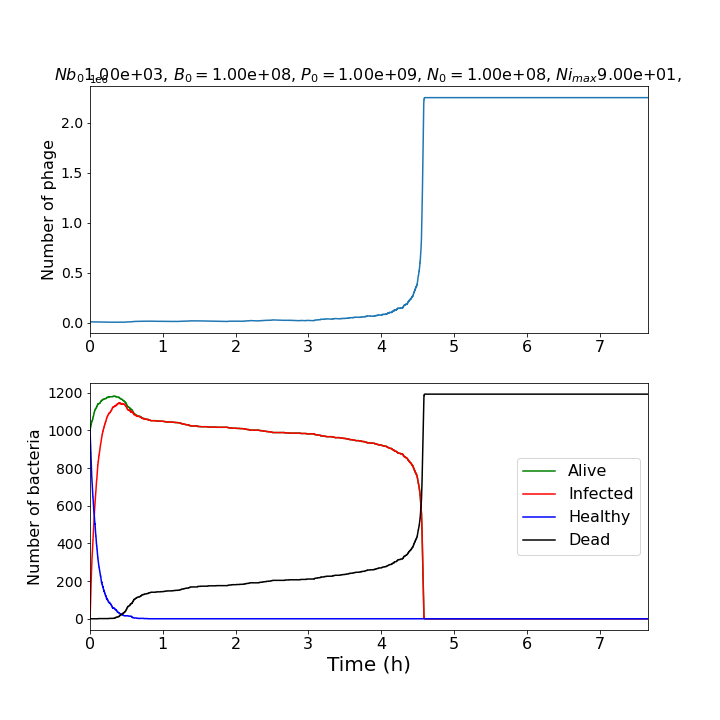 Nb₀1.00e+03, B₀ = 1.00e+08, P₀ = 1.00e+09, N₀ = 1.00e+08, Niₘₐₓ9.00e+01,
2.0
1.5
1.0
0.5
0.0
Number of phage
0 1 2 3 4 5 6 7
1200
1000
800
600
400
200
0
Number of bacteria
Alive
Infected
Healthy
Dead
0 1 2 3 4 5 6 7
Time (h)